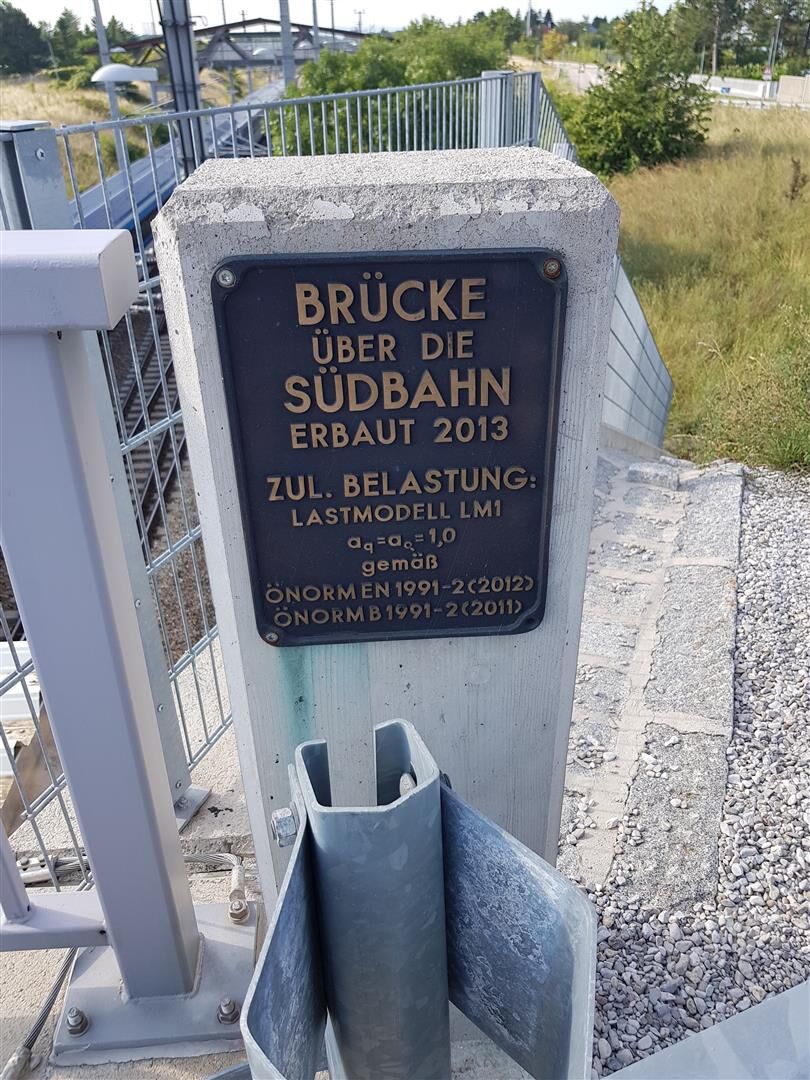 BRÜCKE
ÜBER DIE
SÜDBAHN
ERBAUT 2013
ZUL. BELASTUNG:
LASTMODELL LM1
aq=aQ=1,0
gemäß
ÖNORM EN 1991-2(2012)
ÖNORM B 1991-2(2011)